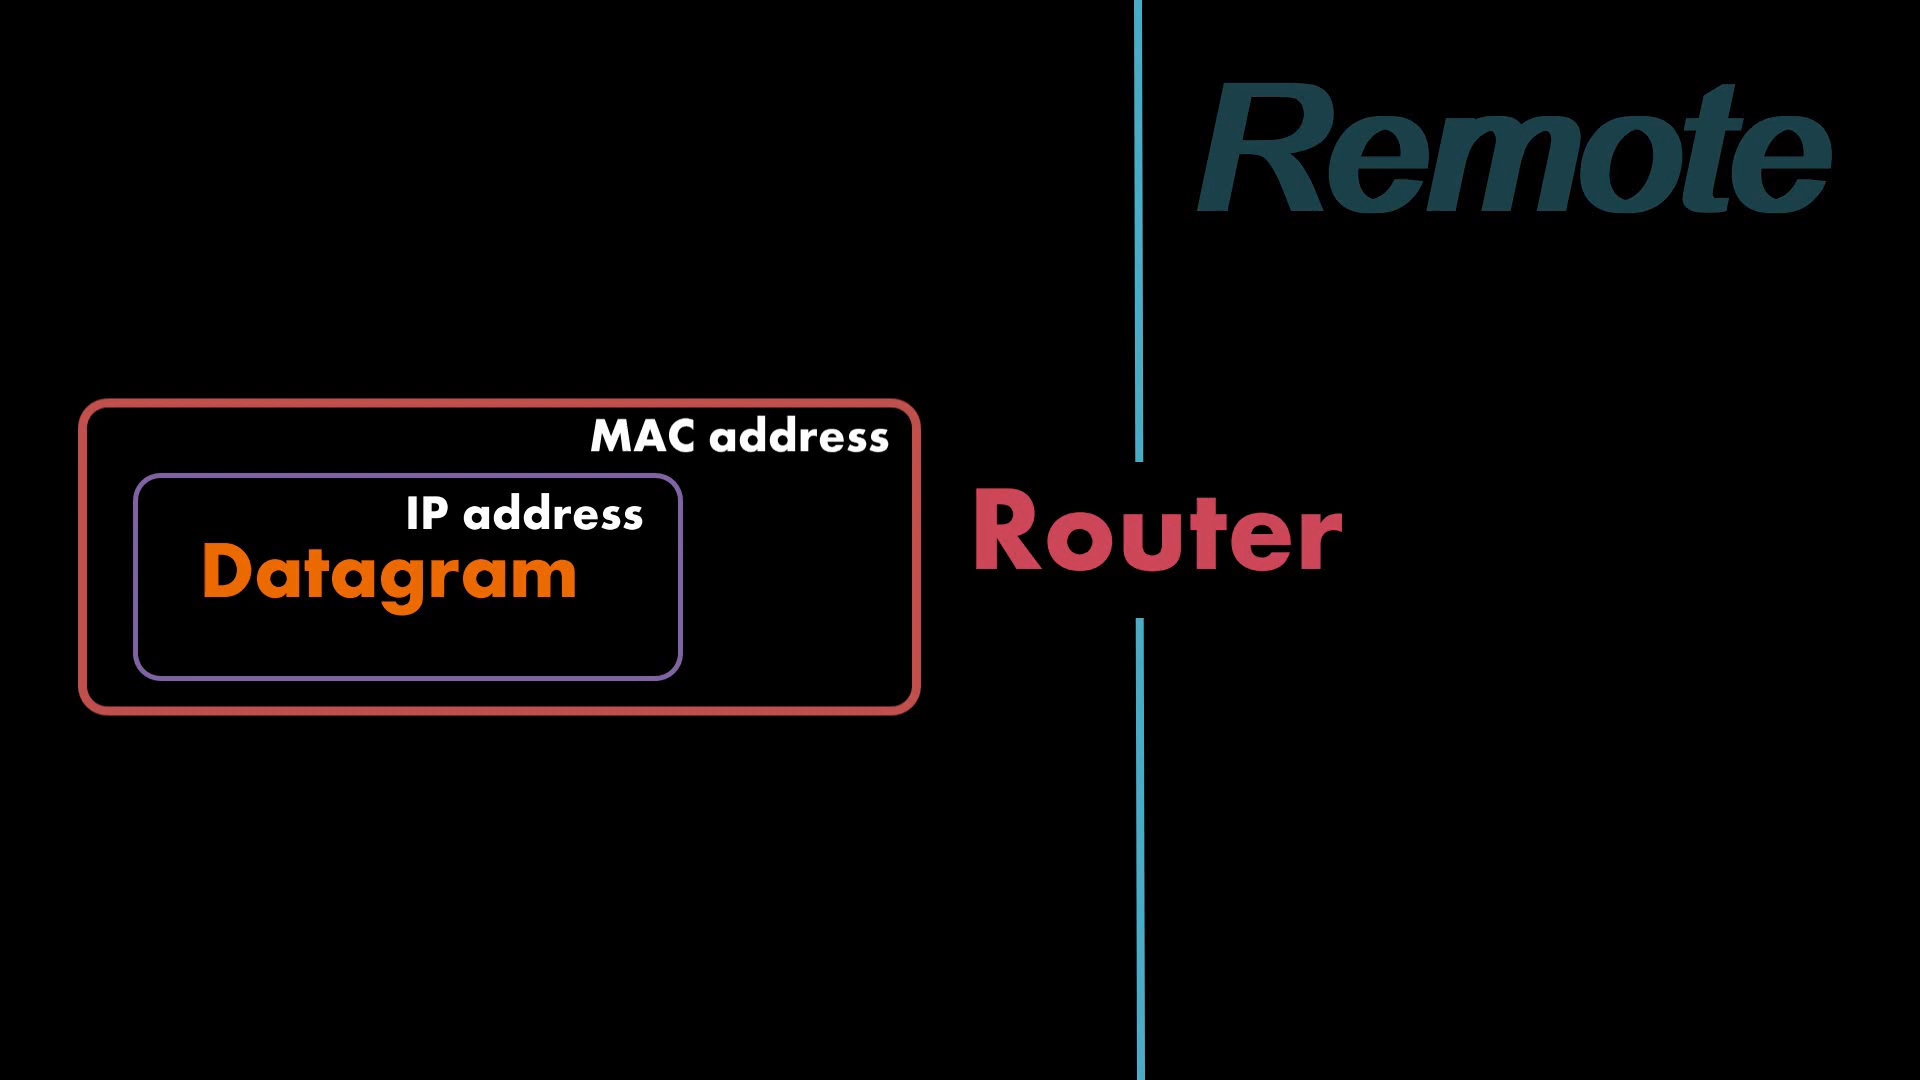 Remote
MAC address
IP address
Datagram
Router